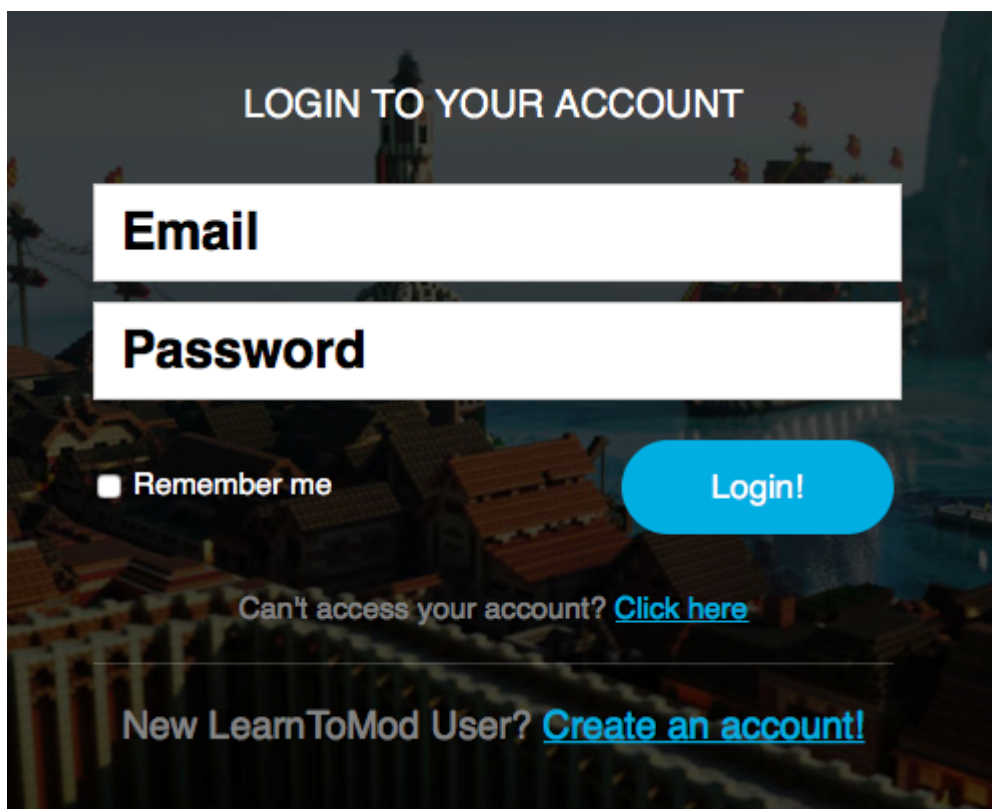 LOGIN TO YOUR ACCOUNT
Email
Password
Remember me
Login!
Can't access your account? Click here
New LearnToMod User? Create an account!